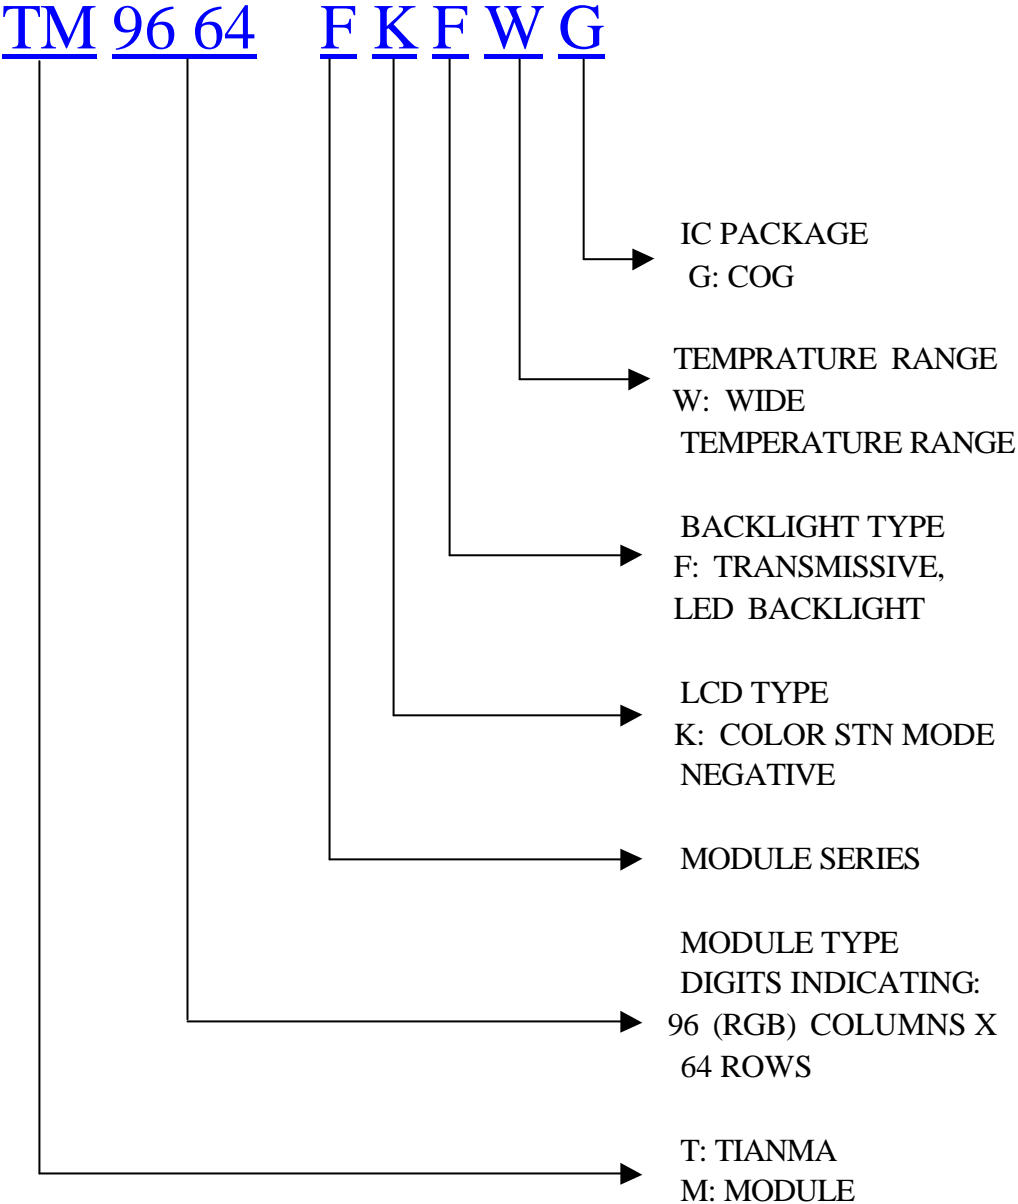 TM 96 64 F K F W G
IC PACKAGE
G: COG
TEMPRATURE RANGE
W: WIDE
TEMPERATURE RANGE
BACKLIGHT TYPE
F: TRANSMISSIVE,
LED BACKLIGHT
LCD TYPE
K: COLOR STN MODE
NEGATIVE
MODULE SERIES
MODULE TYPE
DIGITS INDICATING:
96 (RGB) COLUMNS X
64 ROWS
T: TIANMA
M: MODULE